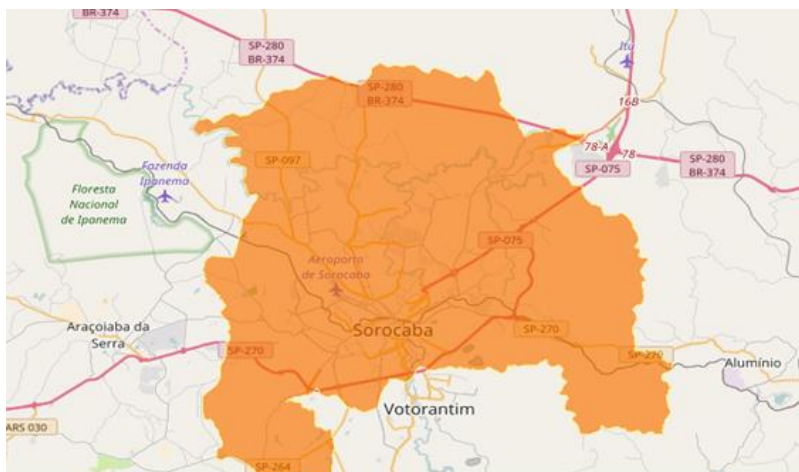 BR-374
SP-280
BR-374
Itu
SP-280
BR-374
16B
SP-097
78-A
78
SP-280
BR-374
SP-075
Fazenda
Ipanema
Floresta
Nacional
de Ipanema
SP-075
Aeroporto
de Sorocaba
Araçoiaba da
Serra
Sorocaba
SP-270
SP-270
SP-270
Alumínio
Votorantim
ARS 030
SP-264